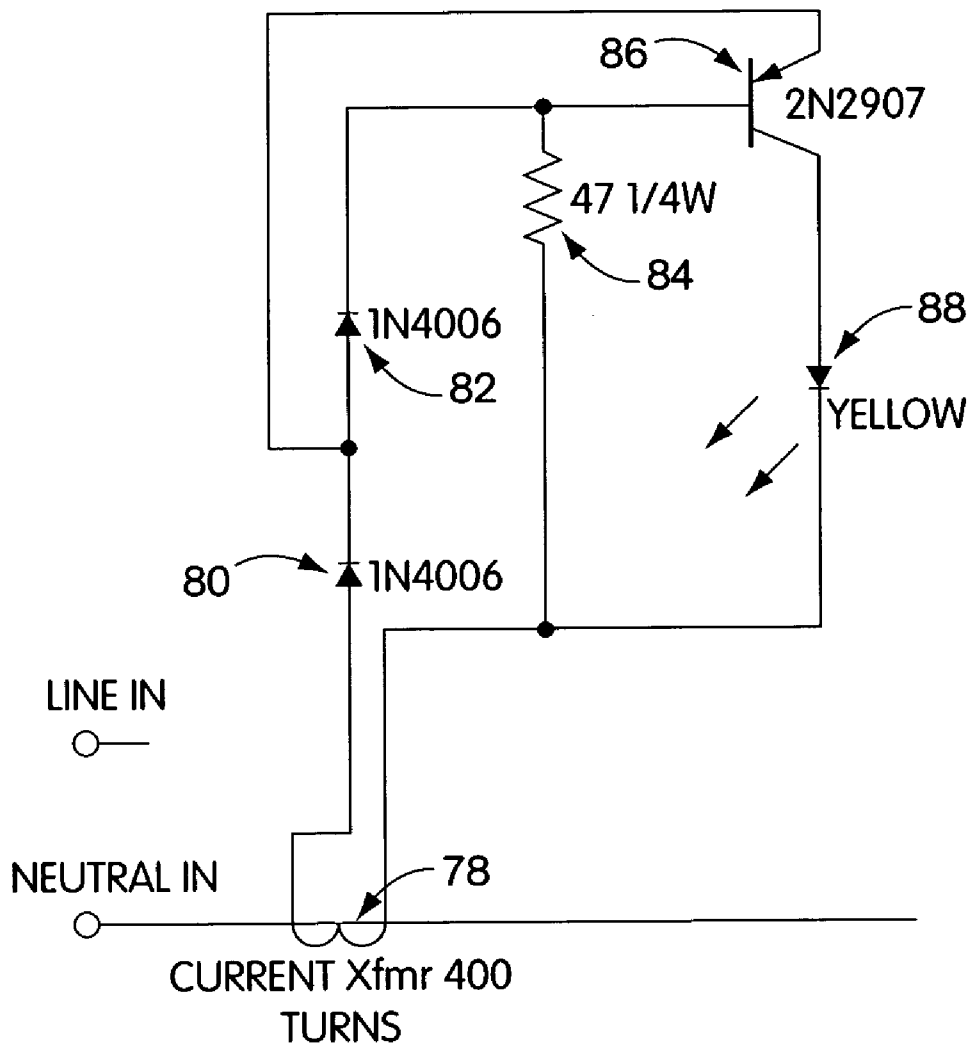 86
2N2907
47 1/4W
84
88
1N4006
82
YELLOW
80
1N4006
LINE IN
NEUTRAL IN
78
CURRENT Xfmr 400
TURNS